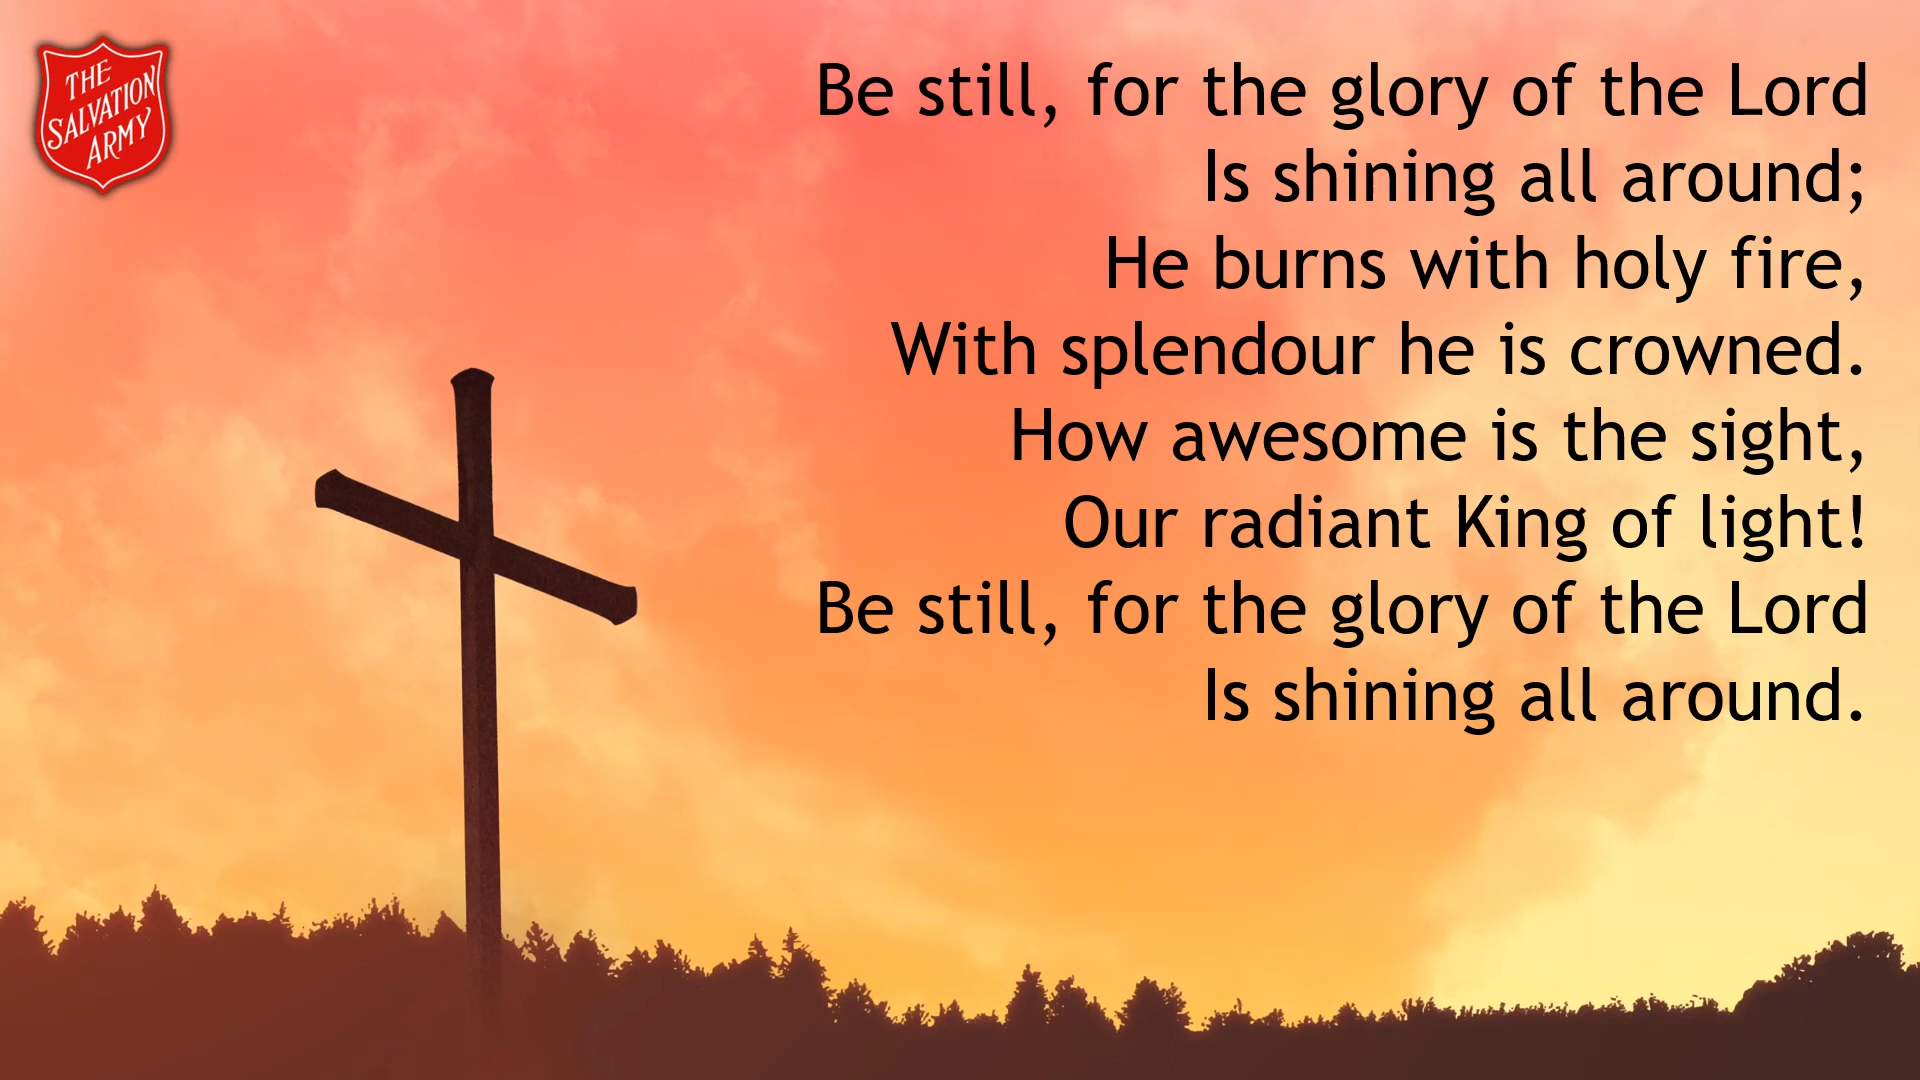 THE
SALVATION
ARMY
Be still, for the glory of the Lord
Is shining all around;
He burns with holy fire,
With splendour he is crowned.
How awesome is the sight,
Our radiant King of light!
Be still, for the glory of the Lord
Is shining all around.